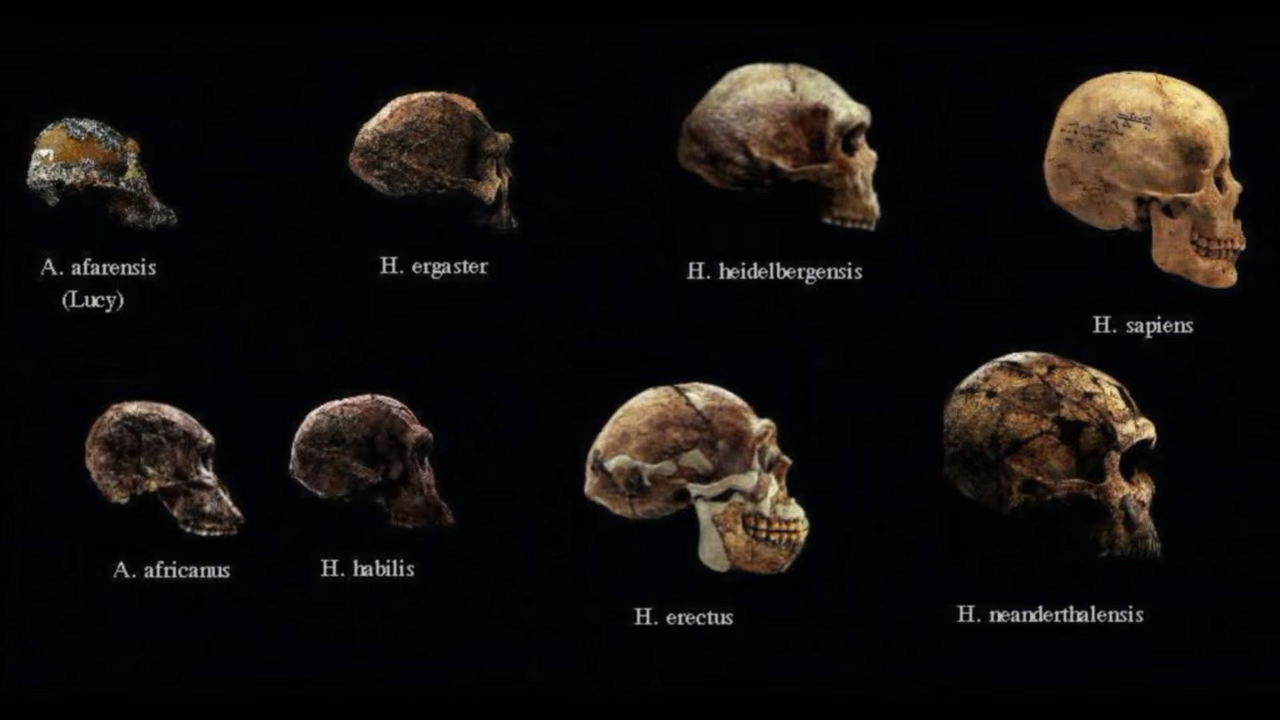 A. afarensis
(Lucy)
H. ergaster
H. heidelbergensis
H. sapiens
A. africanus
H. habilis
H. erectus
H. neanderthalensis